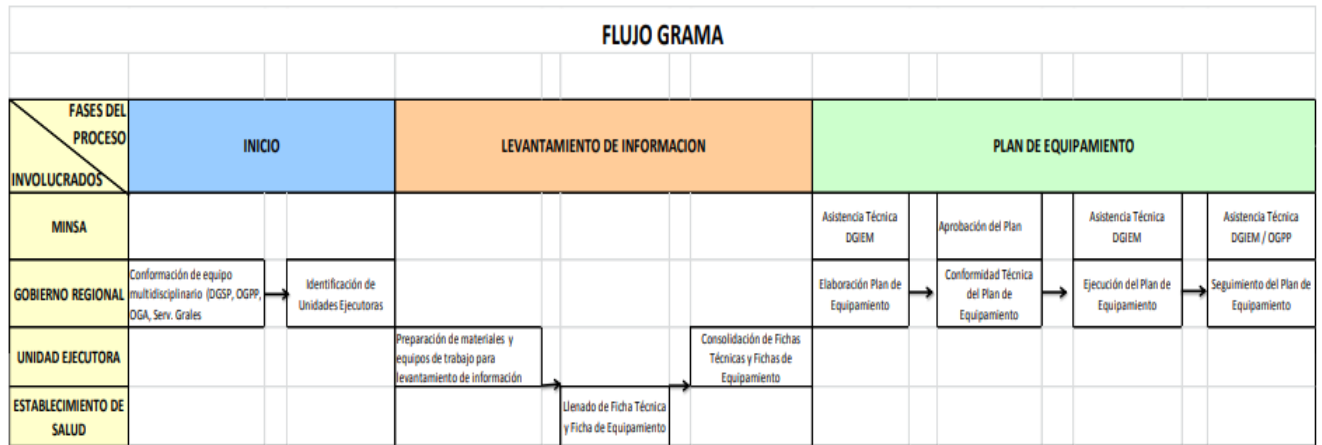 FLUJO GRAMA
FASES DEL
PROCESO
INVOLUCRADOS
INICIO
LEVANTAMIENTO DE INFORMACION
PLAN DE EQUIPAMIENTO
MINSA
Asistencia Técnica
DGIEM
Aprobación del Plan
Asistencia Técnica
DGIEM
Asistencia Técnica
DGIEM / OGPP
GOBIERNO REGIONAL
Conformación de equipo
multidisciplinario (DGSP, OGPP,
OGA, Serv. Grales
Identificación de
Unidades Ejecutoras
Elaboración Plan de
Equipamiento
Conformidad Técnica
del Plan de
Equipamiento
Ejecución del Plan de
Equipamiento
Seguimiento del Plan de
Equipamiento
UNIDAD EJECUTORA
Preparación de materiales y
equipos de trabajo para
levantamiento de información
Consolidación de Fichas
Técnicas y Fichas de
Equipamiento
ESTABLECIMIENTO DE
SALUD
Llenado de Ficha Técnica
y Ficha de Equipamiento